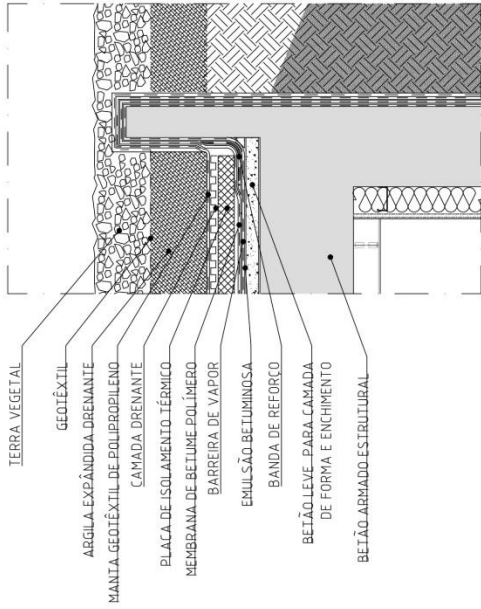 TERRA VEGETAL
GEOTÊXTIL
ARGILA EXPÂNDIDA DRENANTE
MANTA GEOTÊXTIL DE POLIPROPILENO
CAMADA DRENANTE
PLACA DE ISOLAMENTO TÉRMICO
MEMBRANA DE BETUME POLÍMERO
BARREIRA DE VAPOR
EMULSÃO BETUMINOSA
BANDA DE REFORÇO
BETÃO LEVE PARA CAMADA
DE FORMA E ENCHIMENTO
BETÃO ARMADO ESTRUTURAL